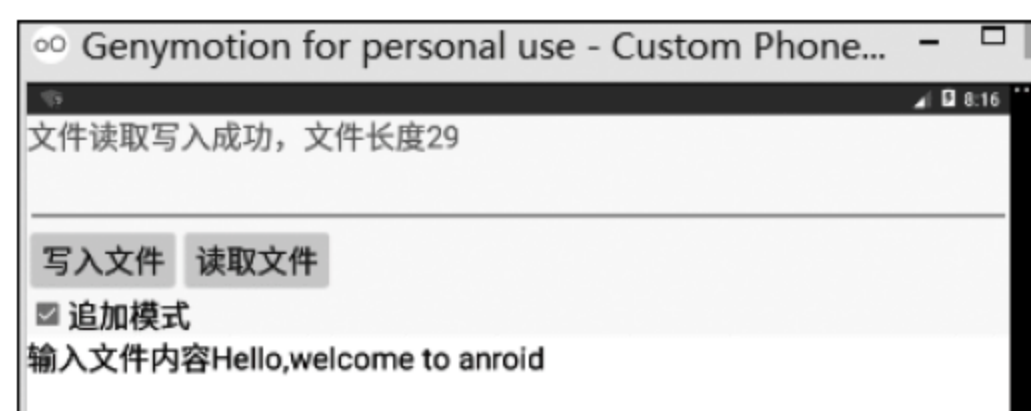 Genymotion for personal use - Custom Phone...
8:16
文件读取写入成功，文件长度29
写入文件 读取文件
追加模式
输入文件内容Hello,welcome to anroid